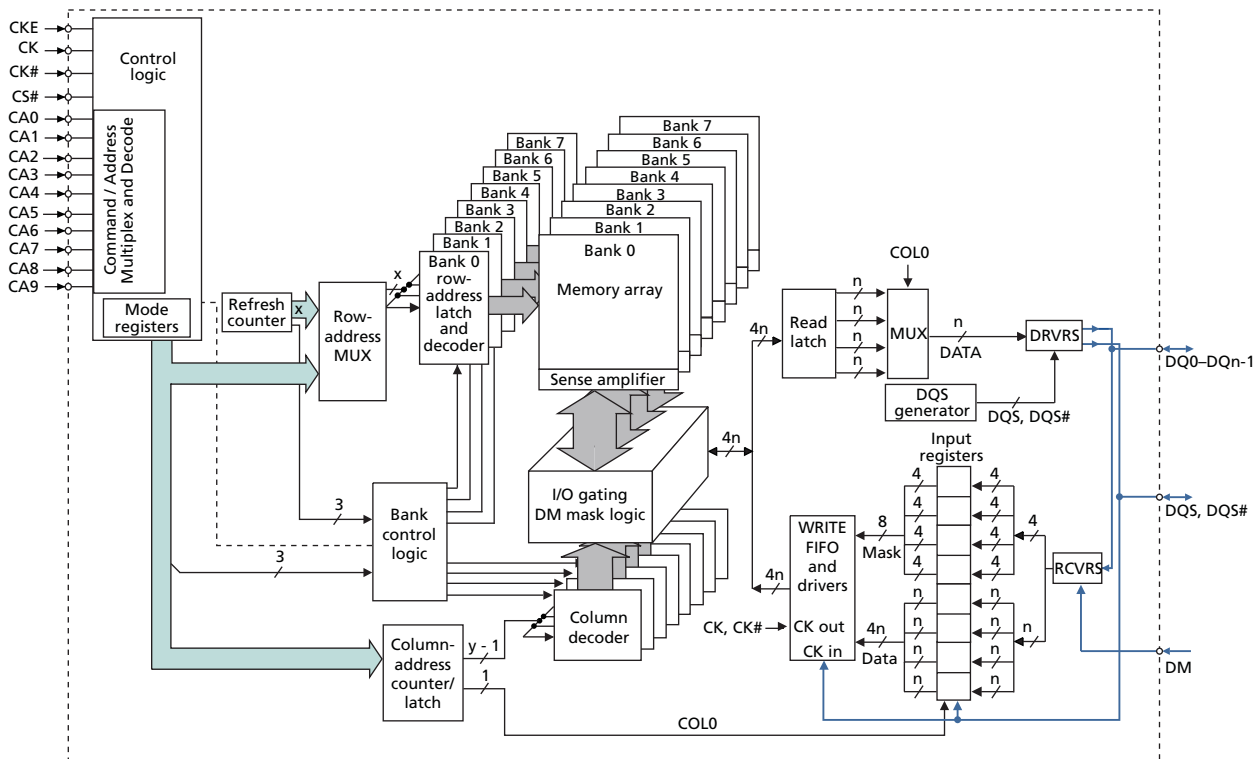 CKE
CK
CK#
CS#
CA0
CA1
CA2
CA3
CA4
CA5
CA6
CA7
CA8
CA9
Control
logic
Command / Address
Multiplex and Decode
Mode
registers
Refresh
counter
x
Row-
address
MUX
x
Bank 7
Bank 6
Bank 5
Bank 4
Bank 3
Bank 2
Bank 1
Bank 0
row-
address
latch
and
decoder
Bank 7
Bank 6
Bank 5
Bank 4
Bank 3
Bank 2
Bank 1
Bank 0
Memory array
Sense amplifier
3
3
Bank
control
logic
I/O gating
DM mask logic
Column
decoder
Column-
address
counter/
latch
y - 1
1
COL0
4n
4n
4n
Read
latch
n
n
n
n
COL0
MUX
n
DATA
DRVRS
DQS
generator
DQS, DQS#
DQ0–DQn-1
DQS, DQS#
DM
Input
registers
4
4
4
4
4
4
4
4
4
RCVRS
8
Mask
WRITE
FIFO
and
drivers
CK out
CK in
CK, CK#
4n
Data
n
n
n
n
n
n
n
n
n